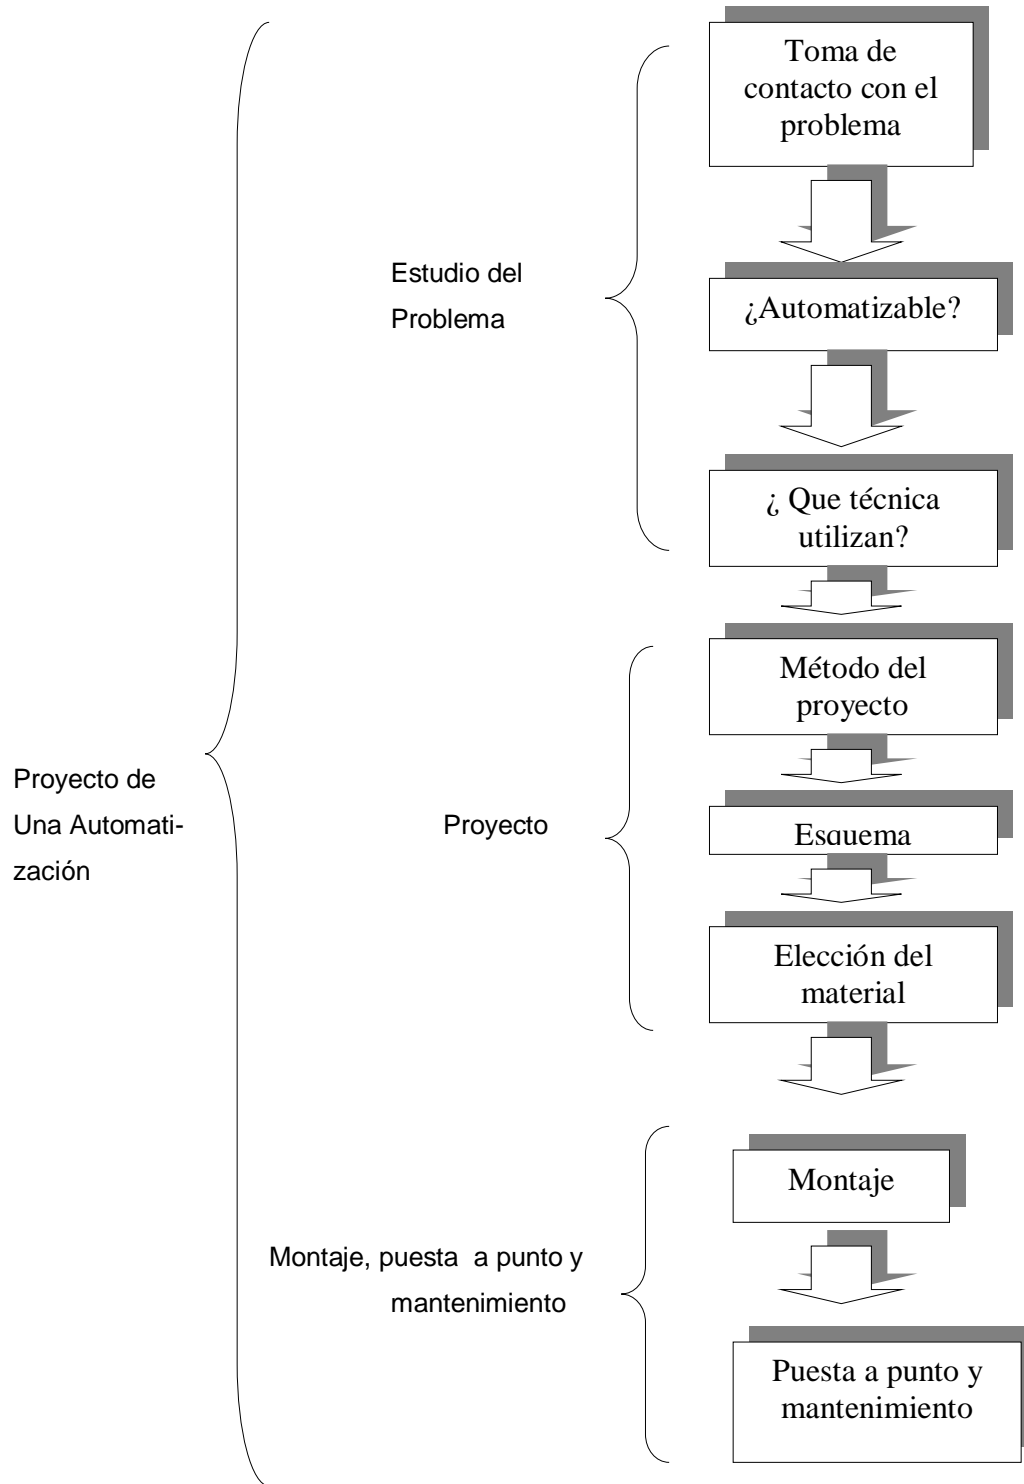 Proyecto de
Una Automati-
zación
Estudio del
Problema
Toma de
contacto con el
problema
¿Automatizable?
¿ Que técnica
utilizan?
Proyecto
Método del
proyecto
Esquema
Elección del
material
Montaje, puesta a punto y
mantenimiento
Montaje
Puesta a punto y
mantenimiento